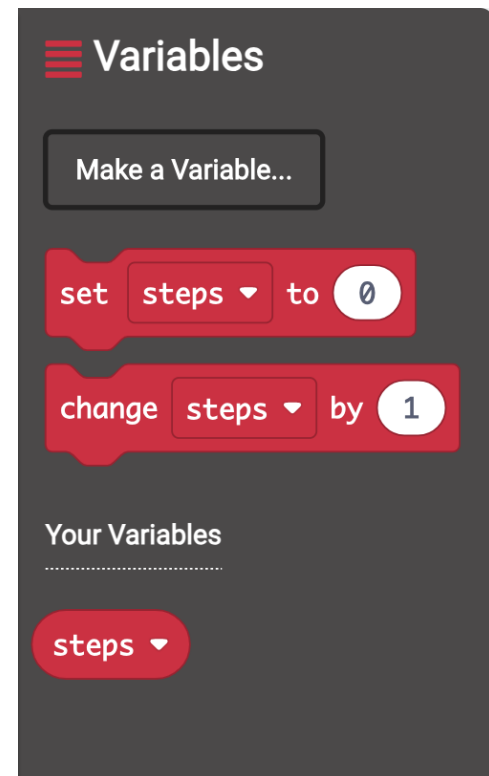 Variables
Make a Variable...
set steps to 0
change steps by 1
Your Variables
steps